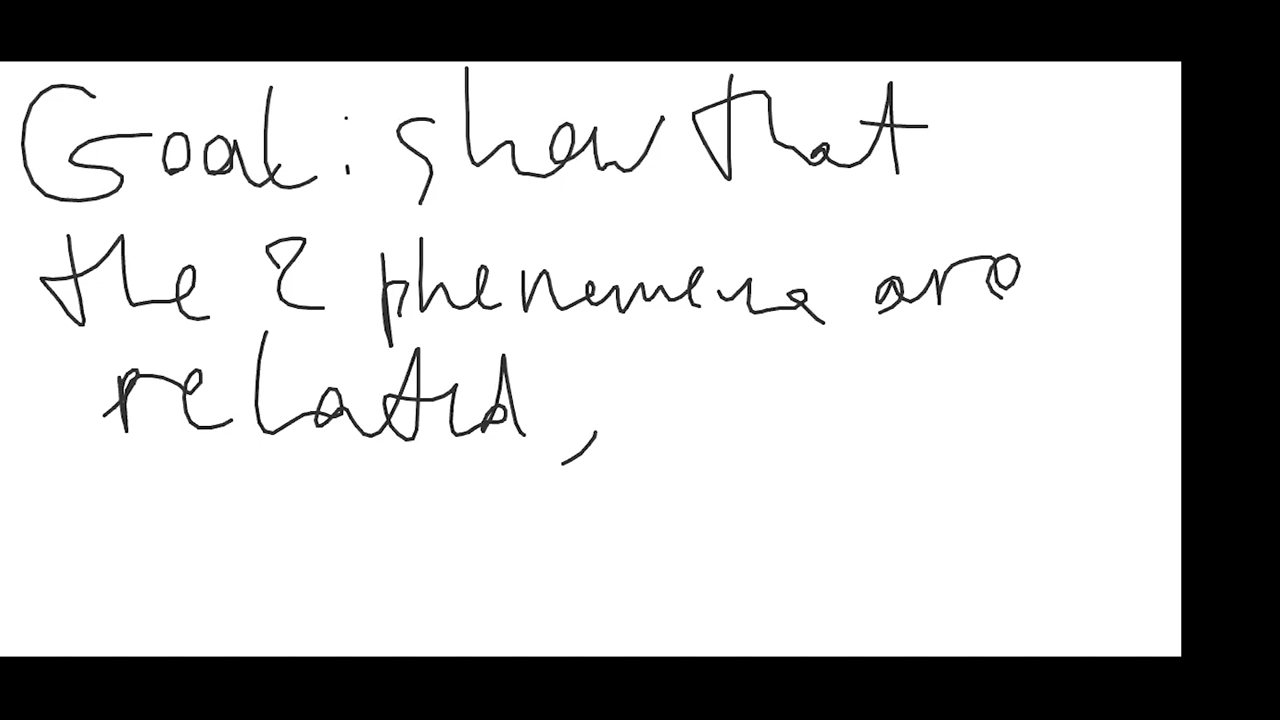 Goal: show that
the 2 phenomena are
related,